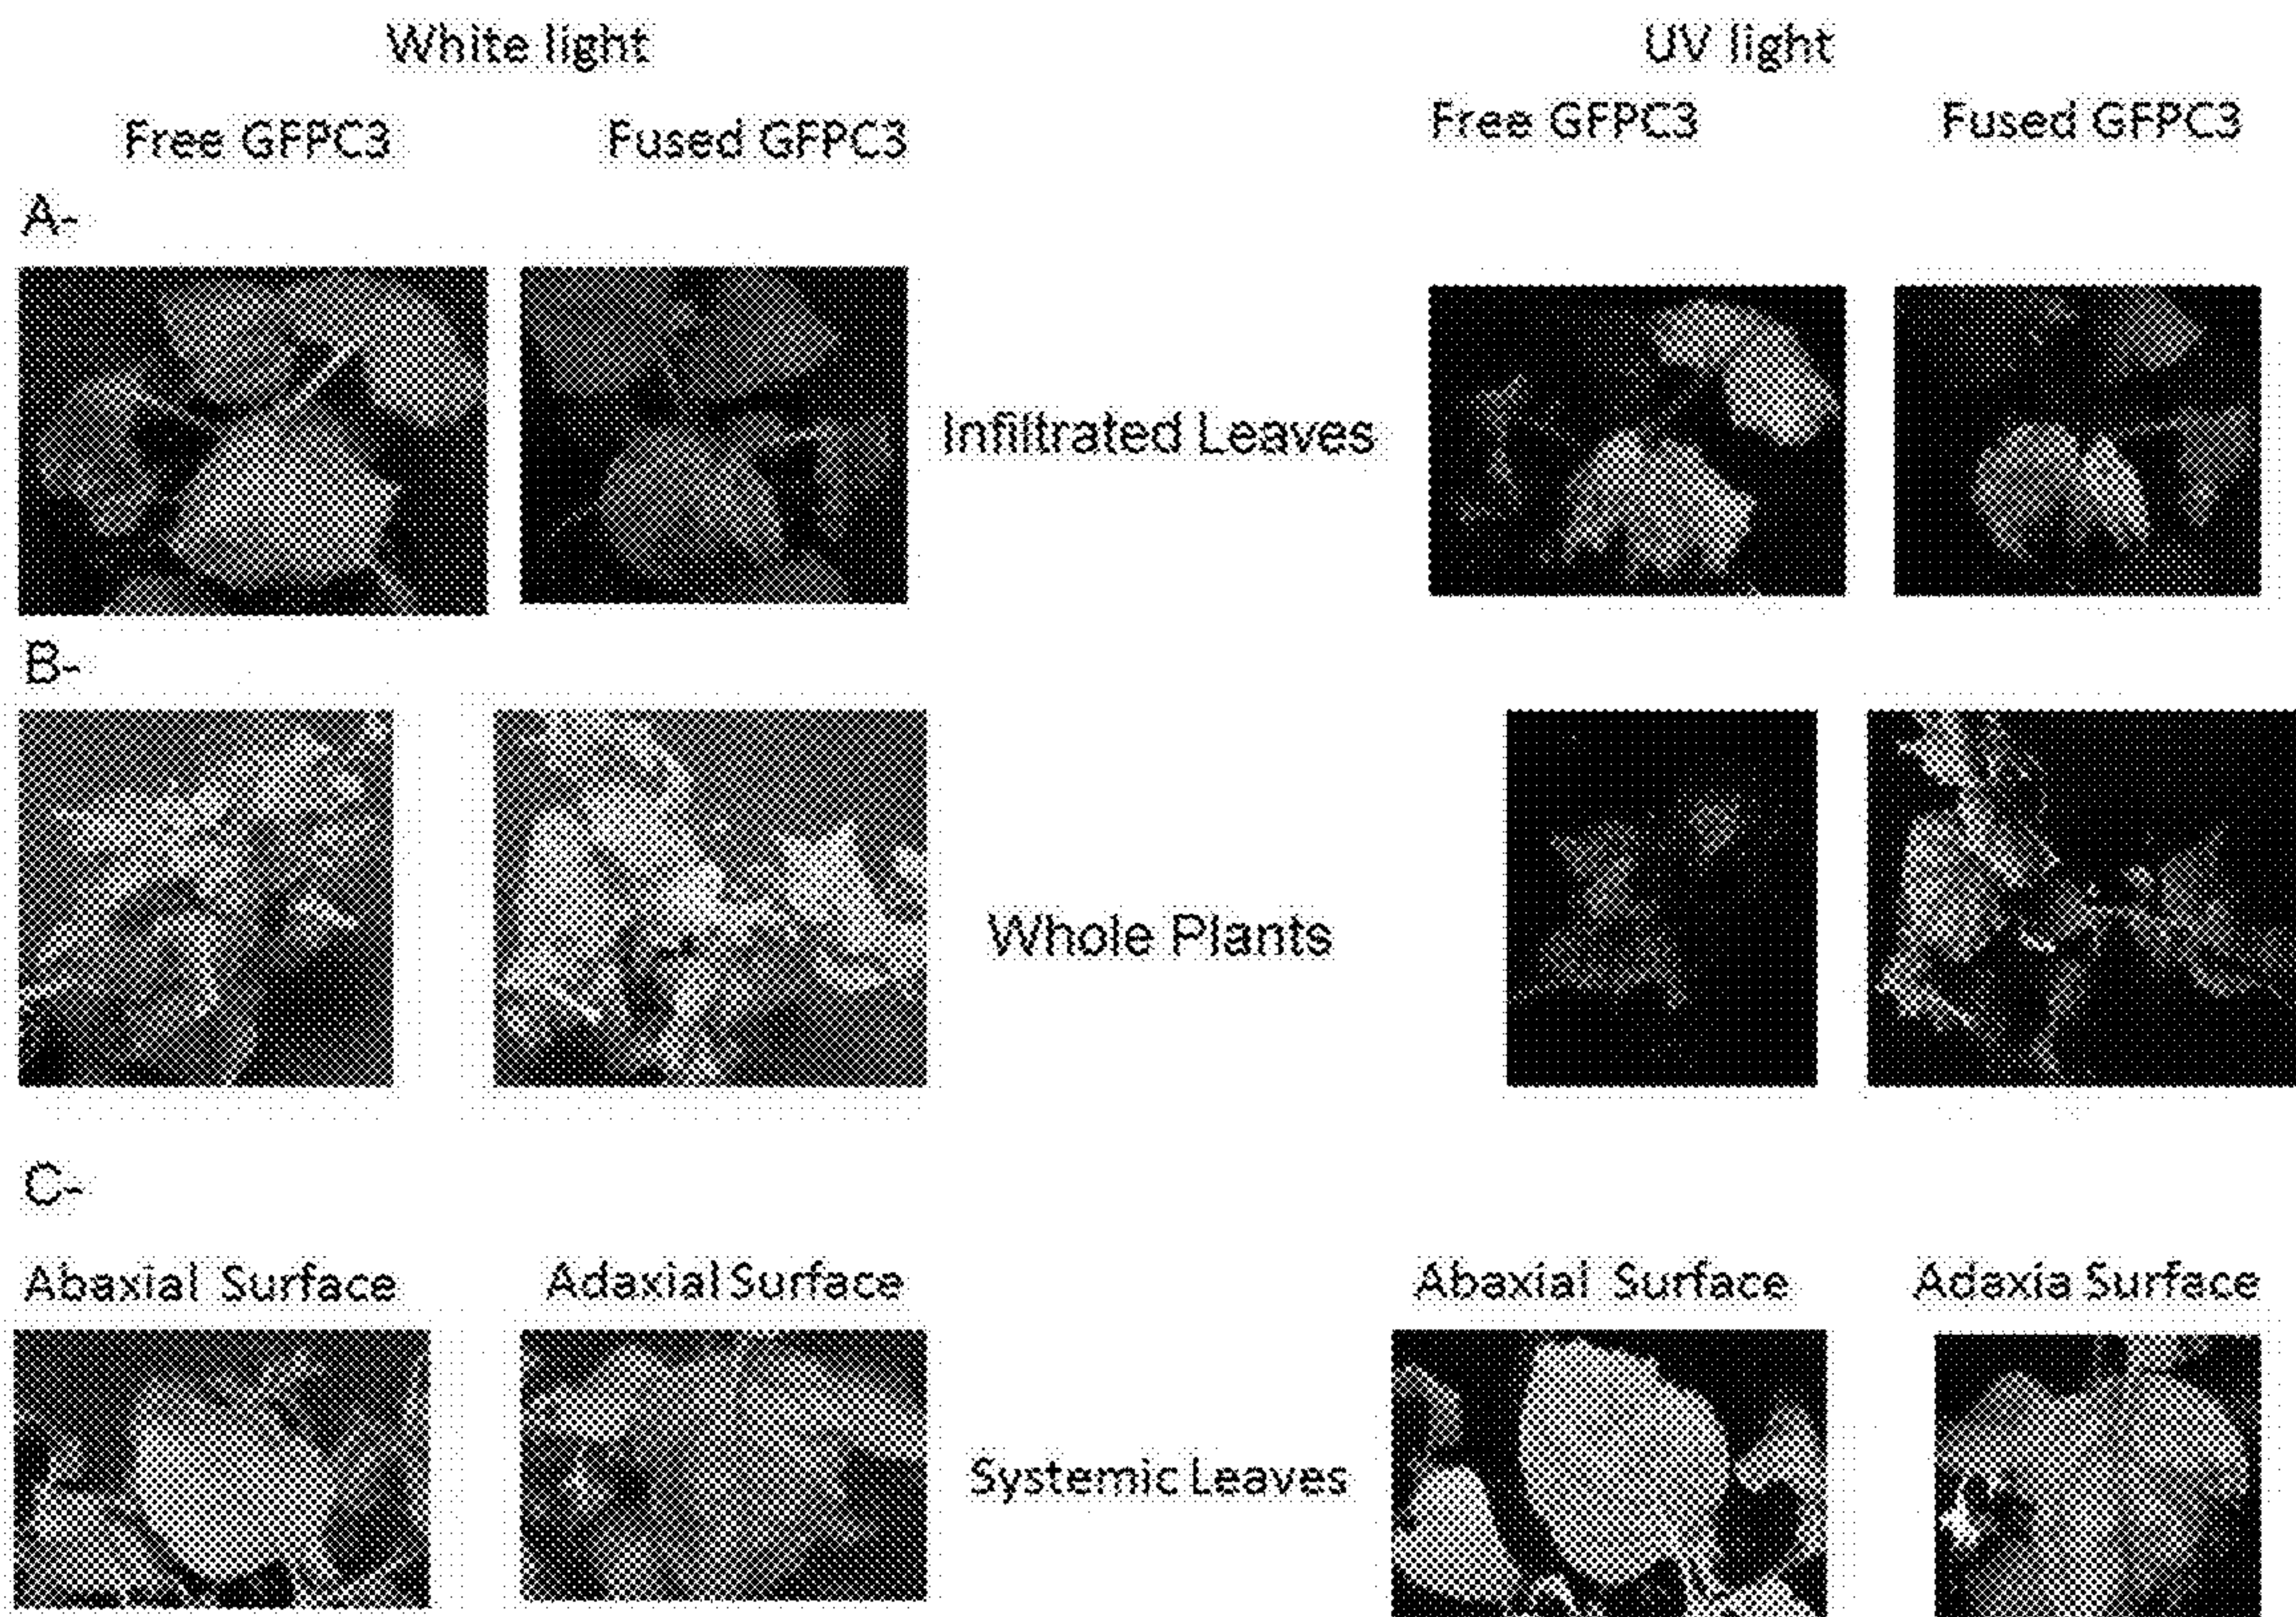 White light
UV light
Free GFPC3
Fused GFPC3
Free GFPC3
Fused GFPC3
A-
Infiltrated Leaves
B-
Whole Plants
C-
Abaxial Surface
Adaxial Surface
Abaxial Surface
Adaxia Surface
Systemic Leaves